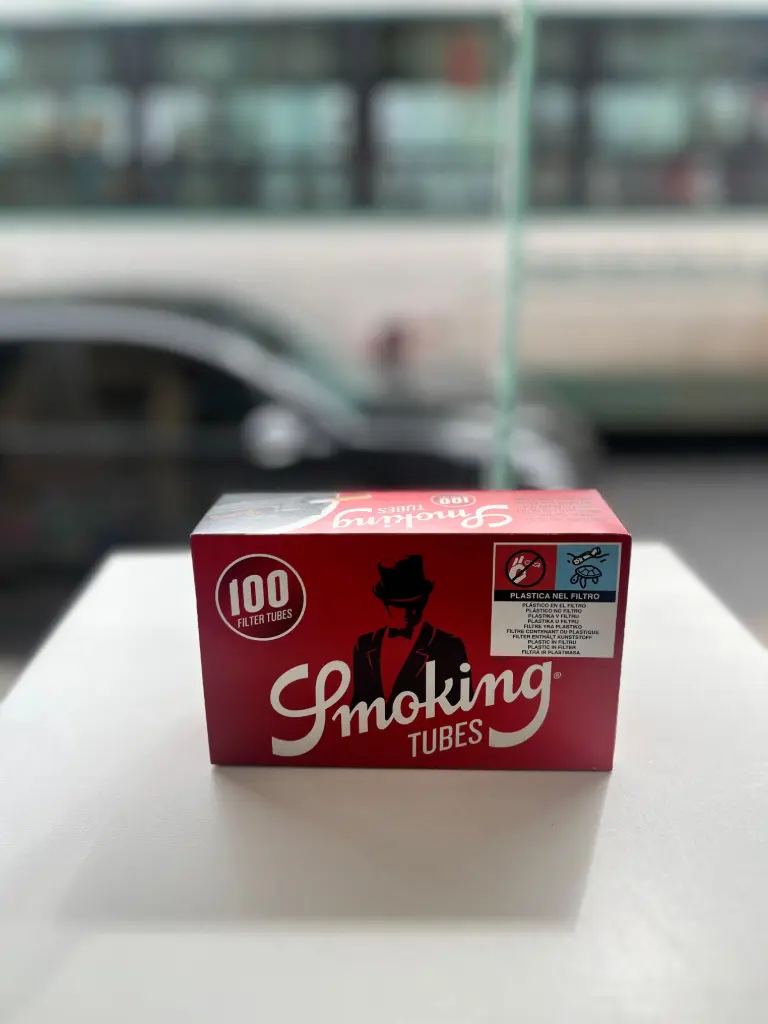 Smoking
TUBES
100
100
FILTER TUBES
PLASTICA NEL FILTRO
PLÁSTICO EN EL FILTRO
PLÁSTICO NO FILTRO
PLASTIKA V FILTRU
PLASTIKA U FILTRU
FILTRE YRA PLASTIKO
FILTRE CONTENANT DU PLASTIQUE
FILTER ENTHÄLT KUNSTSTOFF
PLASTIC IN FILTRU
PLASTIC IN FILTER
FILTRĀ IR PLASTMASA
Smoking®
TUBES